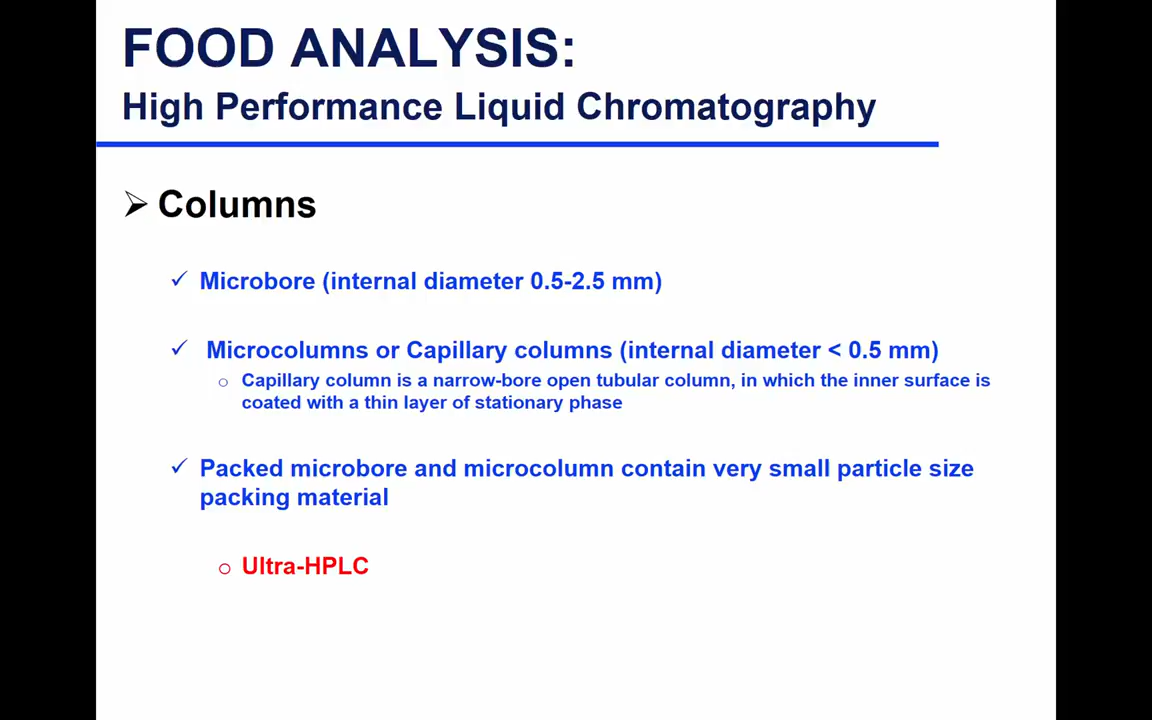 FOOD ANALYSIS:
High Performance Liquid Chromatography
➢ Columns
✓ Microbore (internal diameter 0.5-2.5 mm)
✓ Microcolumns or Capillary columns (internal diameter < 0.5 mm)
○ Capillary column is a narrow-bore open tubular column, in which the inner surface is
coated with a thin layer of stationary phase
✓ Packed microbore and microcolumn contain very small particle size
packing material
○ Ultra-HPLC